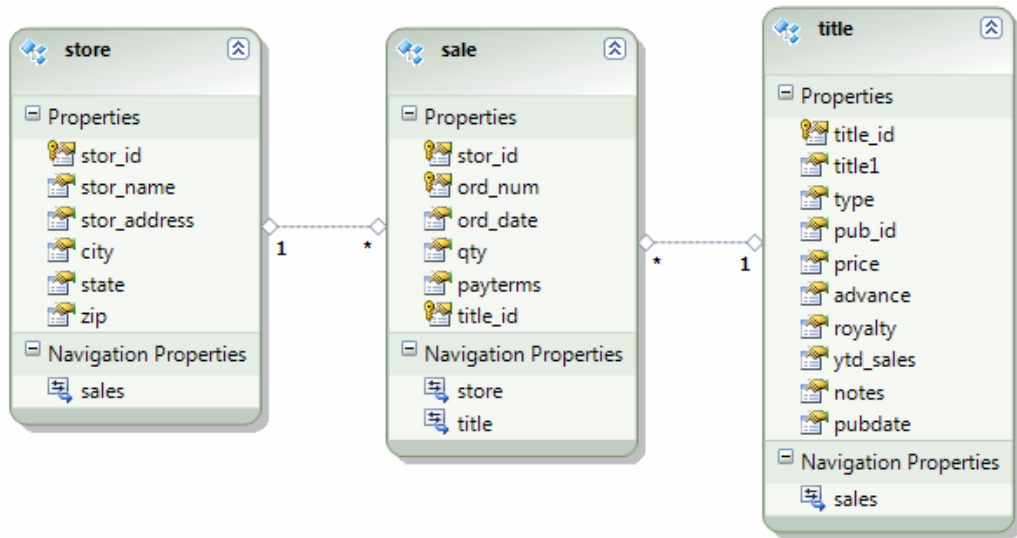 store
Properties
stor_id
stor_name
stor_address
city
state
zip
Navigation Properties
sales
1
*
sale
Properties
stor_id
ord_num
ord_date
qty
payterms
title_id
Navigation Properties
store
title
*
1
title
Properties
title_id
title1
type
pub_id
price
advance
royalty
ytd_sales
notes
pubdate
Navigation Properties
sales